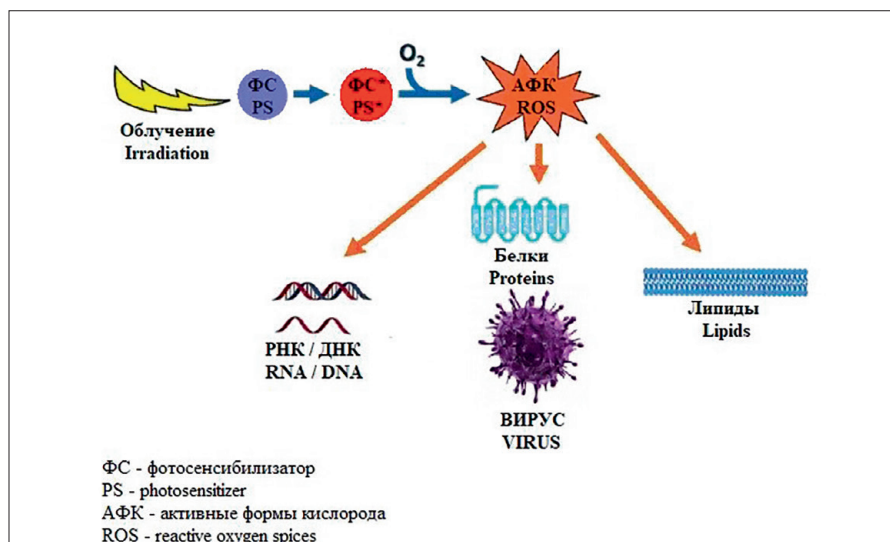 O₂
ФС
PS
ФС*
PS*
АФК
ROS
Облучение
Irradiation
Белки
Proteins
Липиды
Lipids
РНК / ДНК
RNA / DNA
ВИРУС
VIRUS
ФС - фотосенсибилизатор
PS - photosensitizer
АФК - активные формы кислорода
ROS - reactive oxygen spices